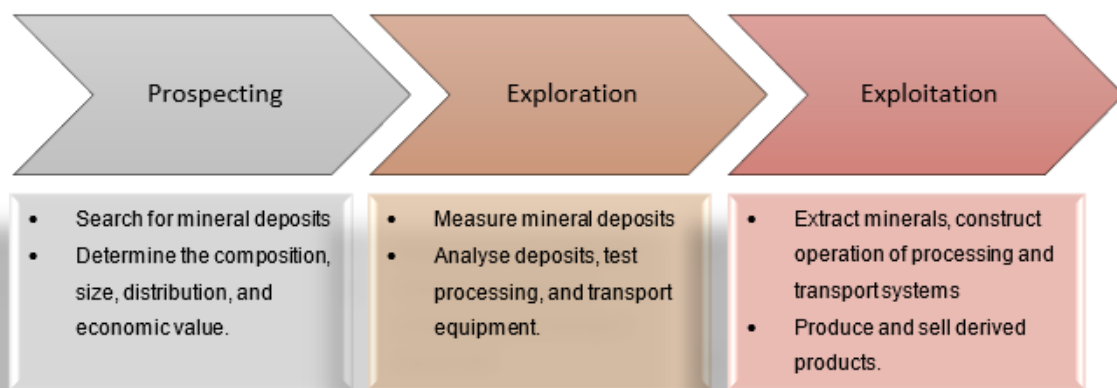 Prospecting
Exploration
Exploitation
• Search for mineral deposits
• Determine the composition,
size, distribution, and
economic value.
• Measure mineral deposits
• Analyse deposits, test
processing, and transport
equipment.
• Extract minerals, construct
operation of processing and
transport systems
• Produce and sell derived
products.